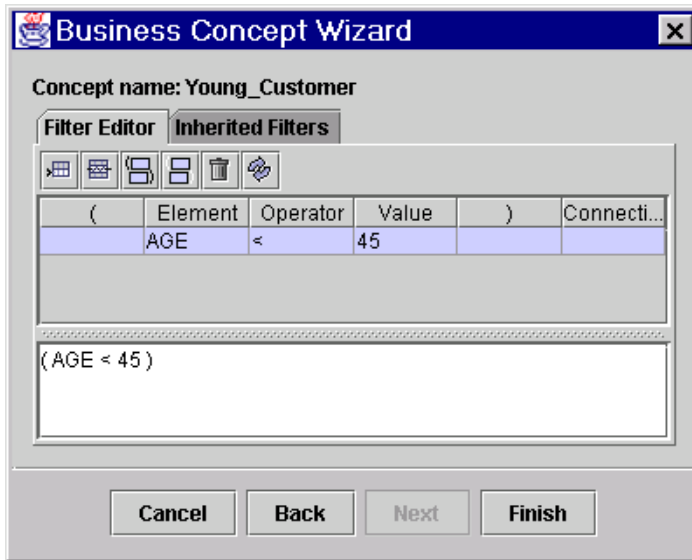 Business Concept Wizard
Concept name: Young_Customer
Filter Editor Inherited Filters
( Element Operator Value ) Connecti...
AGE < 45
( AGE < 45 )
Cancel Back Next Finish